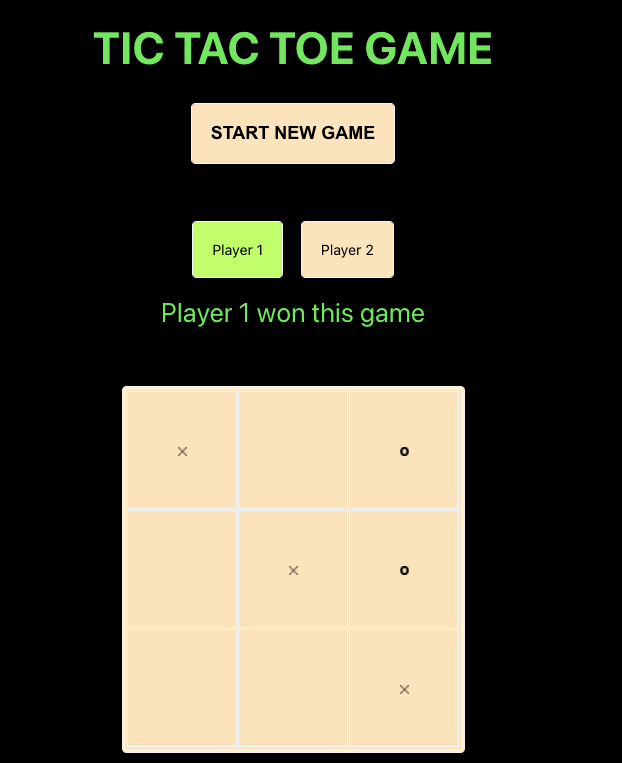 TIC TAC TOE GAME
START NEW GAME
Player 1 Player 2
Player 1 won this game
× o
× o
×